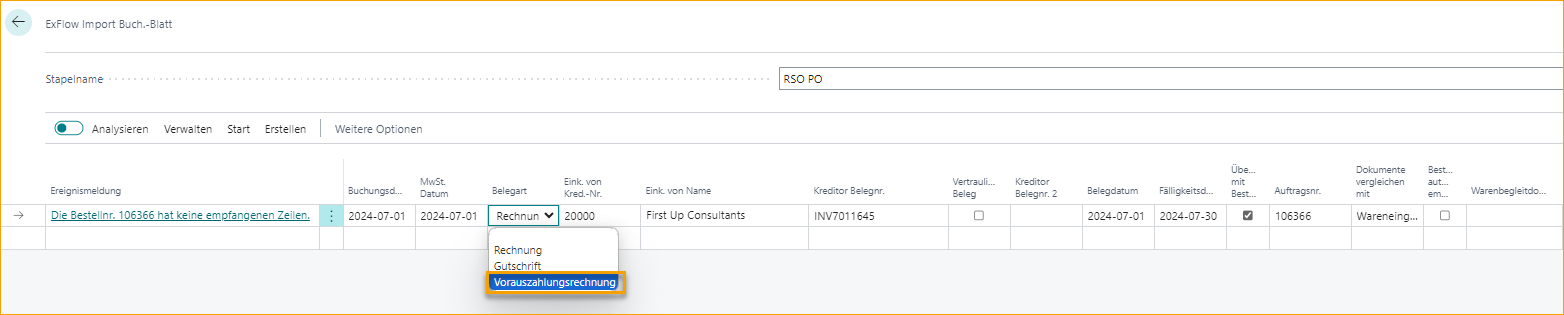 ExFlow Import Buch.-Blatt
Stapelname
RSO PO
Analysieren Verwalten Start Erstellen Weitere Optionen
Ereignismeldung
Buchungsd...
MwSt. Datum
Belegart
Eink. von Kred.-Nr.
Eink. von Name
Kreditor Belegnr.
Vertrauli... Beleg
Kreditor Belegnr. 2
Belegdatum
Fälligkeitsd...
Übe... mit Best...
Auftragsnr.
Dokumente vergleichen mit
Best... aut... em...
Warenbegleitdo...
Die Bestellnr. 106366 hat keine empfangenen Zeilen. 2024-07-01 2024-07-01 Rechnun 20000 First Up Consultants INV7011645 2024-07-01 2024-07-30 106366 Wareneing...
Rechnung
Gutschrift
Vorauszahlungsrechnung